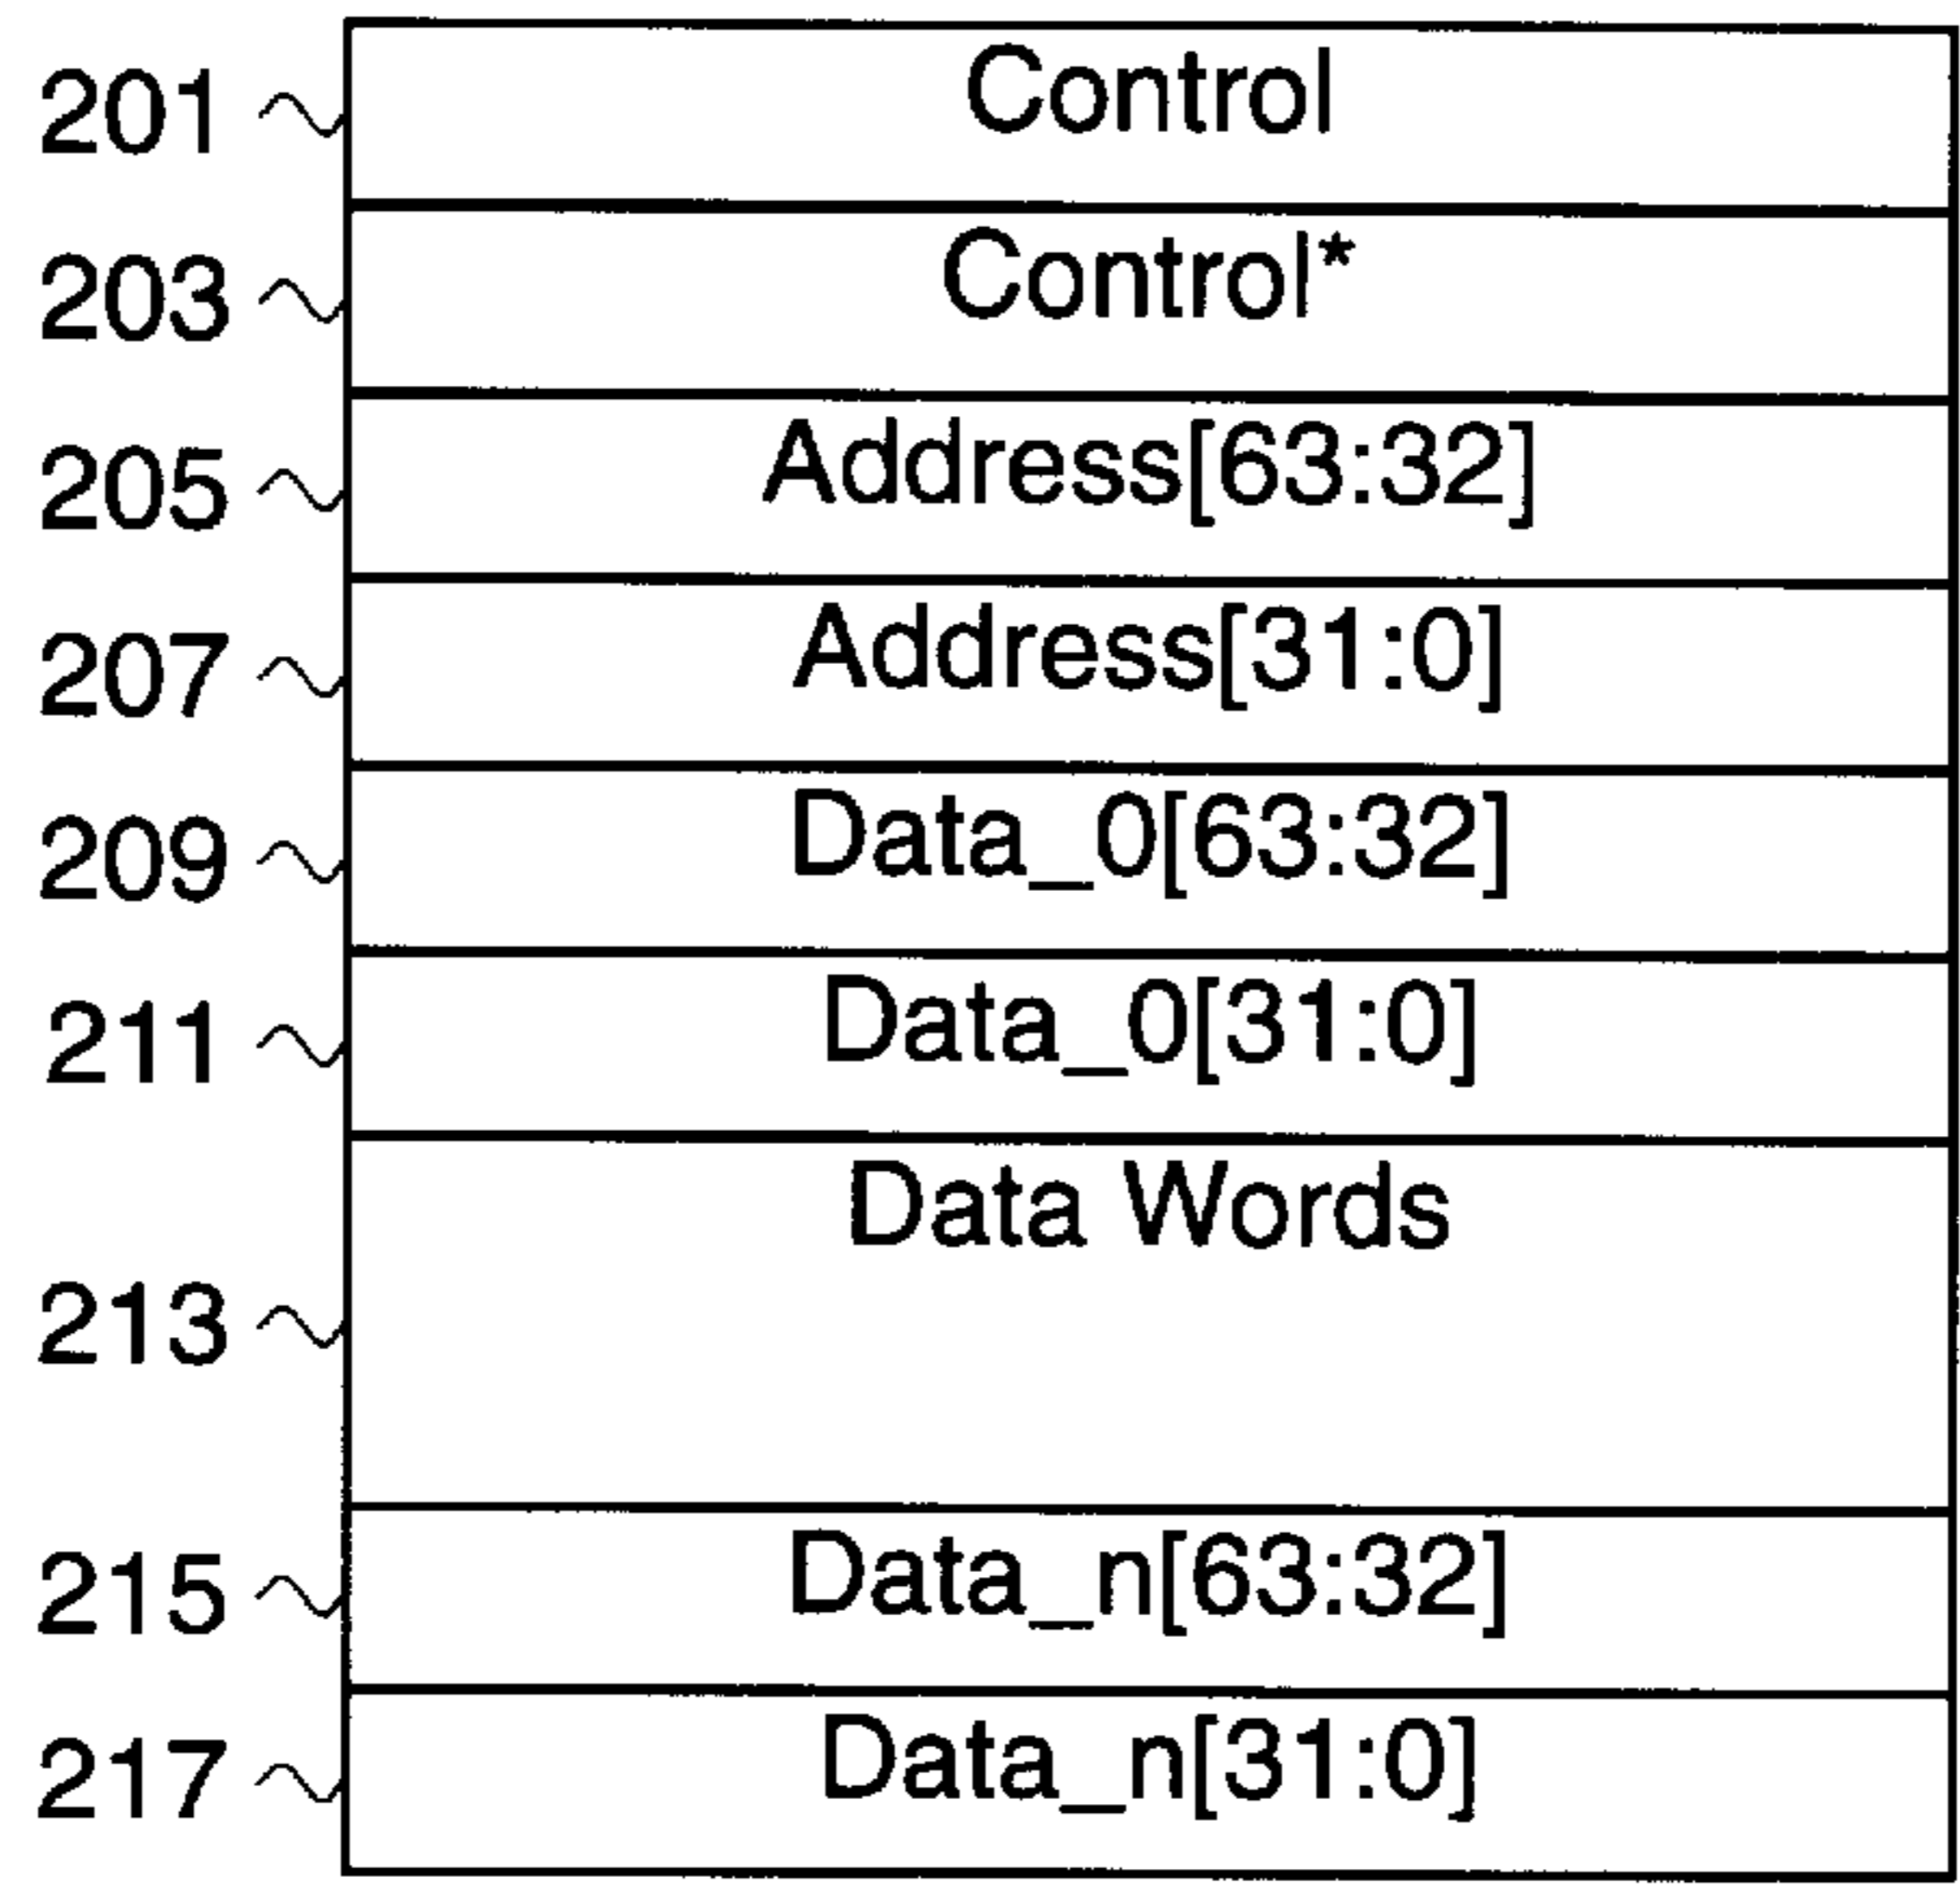 201 Control
203 Control*
205 Address[63:32]
207 Address[31:0]
209 Data_0[63:32]
211 Data_0[31:0]
Data Words
213
215 Data_n[63:32]
217 Data_n[31:0]